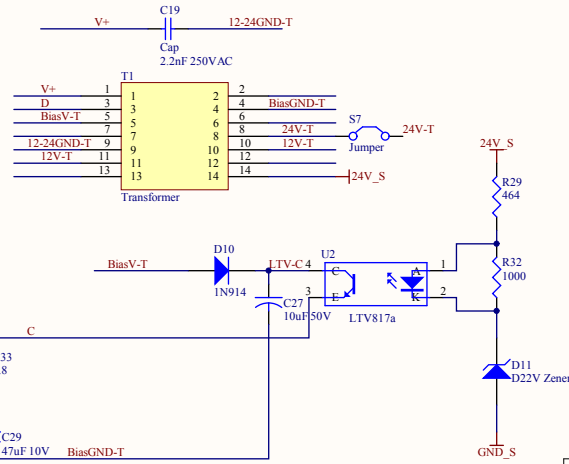 C19
V+
12-24GND-T
Cap
2.2nF 250VAC
T1
V+ 1 1 2 2
D 3 3 4 4 BiasGND-T
BiasV-T 5 5 6 6
7 7 8 8 24V-T
12-24GND-T 9 9 10 10 12V-T
12V-T 11 11 12 12
13 13 14 14 24V_S
Transformer
S7
24V-T
Jumper
24V_S
R29
464
R32
1000
D10
BiasV-T
1N914
LTV-C 4
U2
C A 1
3 E K 2
LTV817a
C27
10uF50V
C
33
8
D11
D22V Zener
C29
47uF 10V
BiasGND-T
GND_S